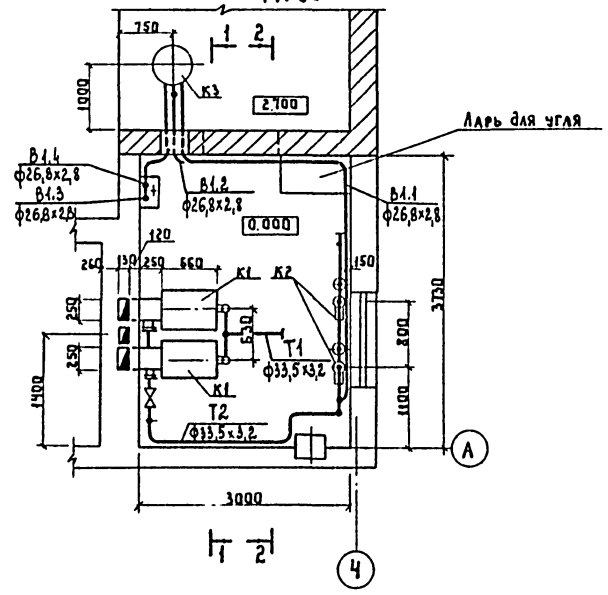 750
1 2
1000
К3
2.700
Ларь для угля
В1.4
ф26,8х2,8
В1.3
ф26,8х2,8
В1.2
ф26,8х2,8
В1.1
ф26,8х2,8
0.000
120
260 130 250 560
К1
К2
150
3730
250
630
800
Т1
ф33,5х3,2
250
К1
1400
1100
Т2
ф33,5х3,2
А
3000
1 2
4